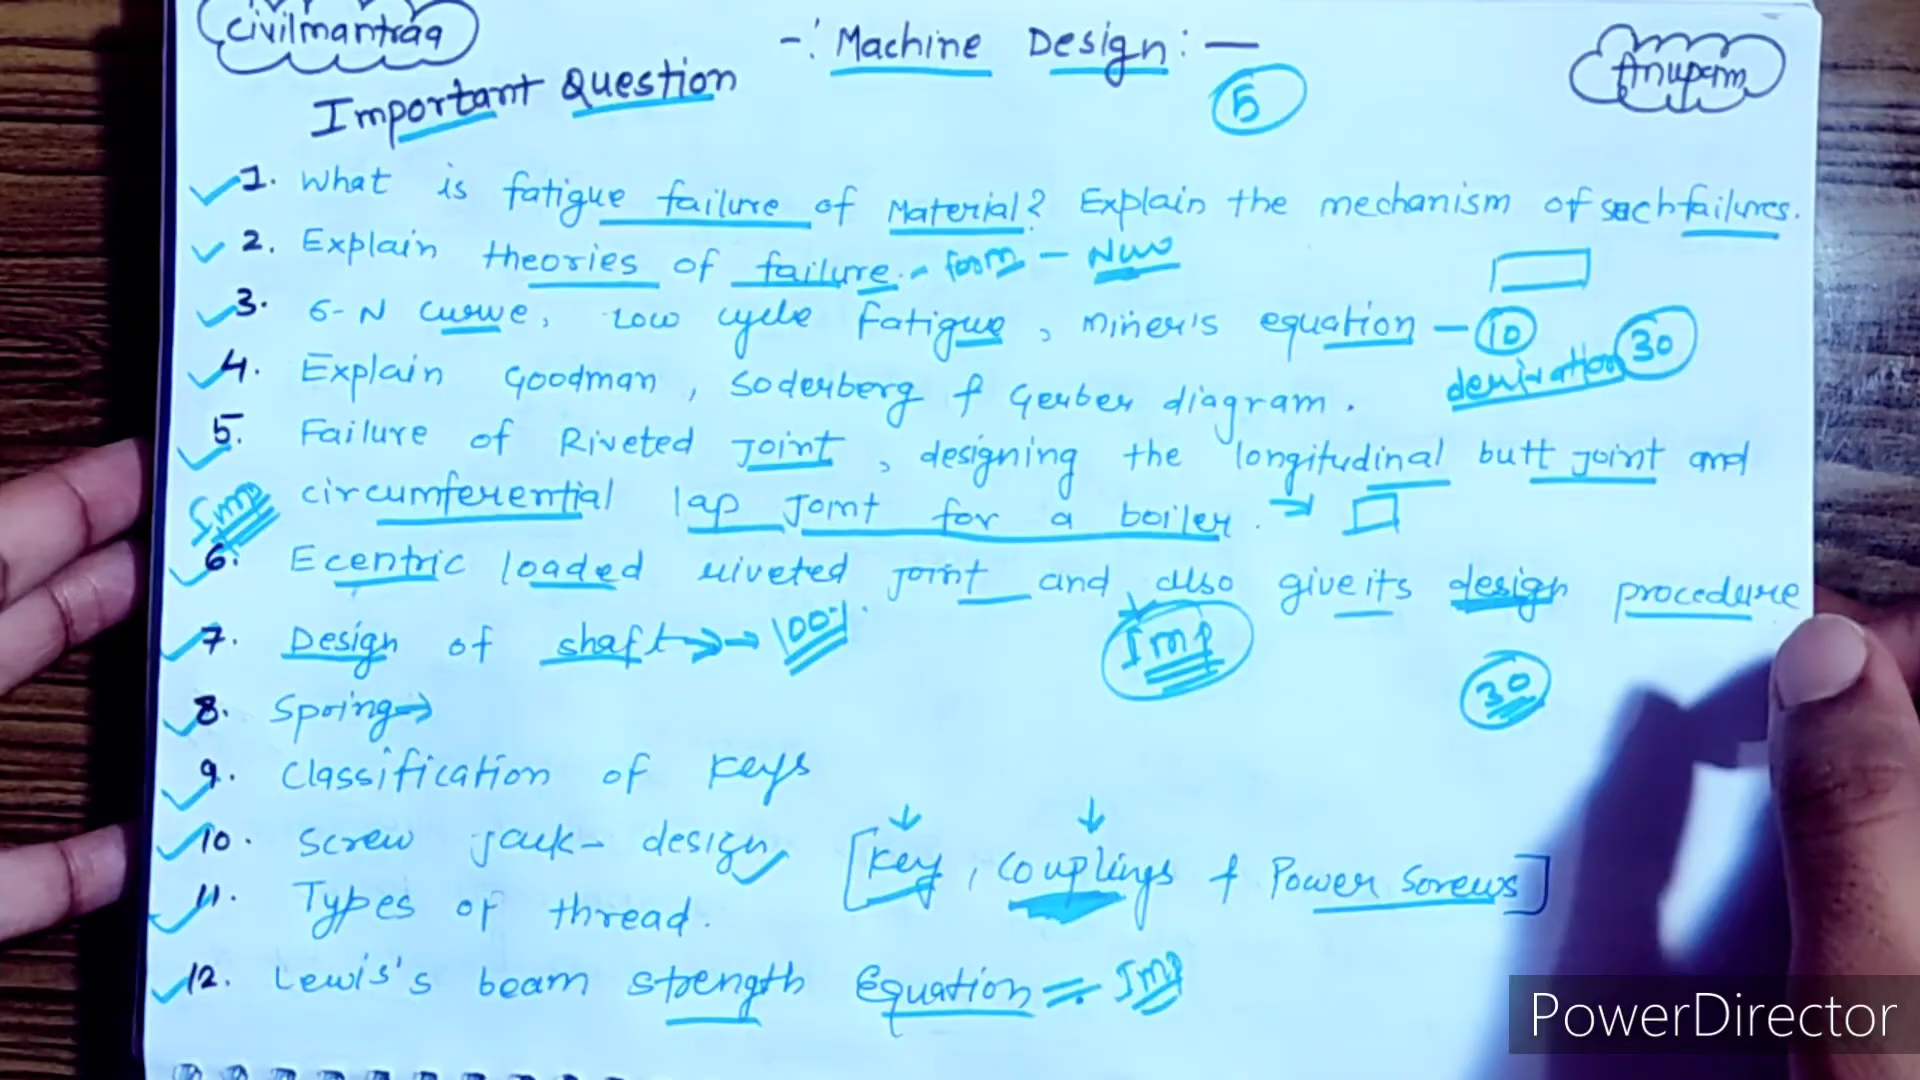 civilmantraa
-: Machine Design: —
Anupam
Important Question
5
1. What is fatigue failure of Material? Explain the mechanism of such failures.
2. Explain theories of failure. - form - Num
3. S-N curve, Low cycle Fatigue, Miner's equation - 10
derivation 30
4. Explain Goodman, Soderberg & Gerber diagram.
5. Failure of Riveted Joint, designing the longitudinal butt joint and
Imp circumferential lap Joint for a boiler. →
6. Ecentric loaded riveted joint and also give its design procedure
Imp
30
7. Design of shaft →→ 100%.
8. Spring →
9. Classification of Keys
10. Screw jack - design [Key, couplings & Power Screws]
11. Types of thread.
12. Lewis's beam strength Equation = Imp
PowerDirector